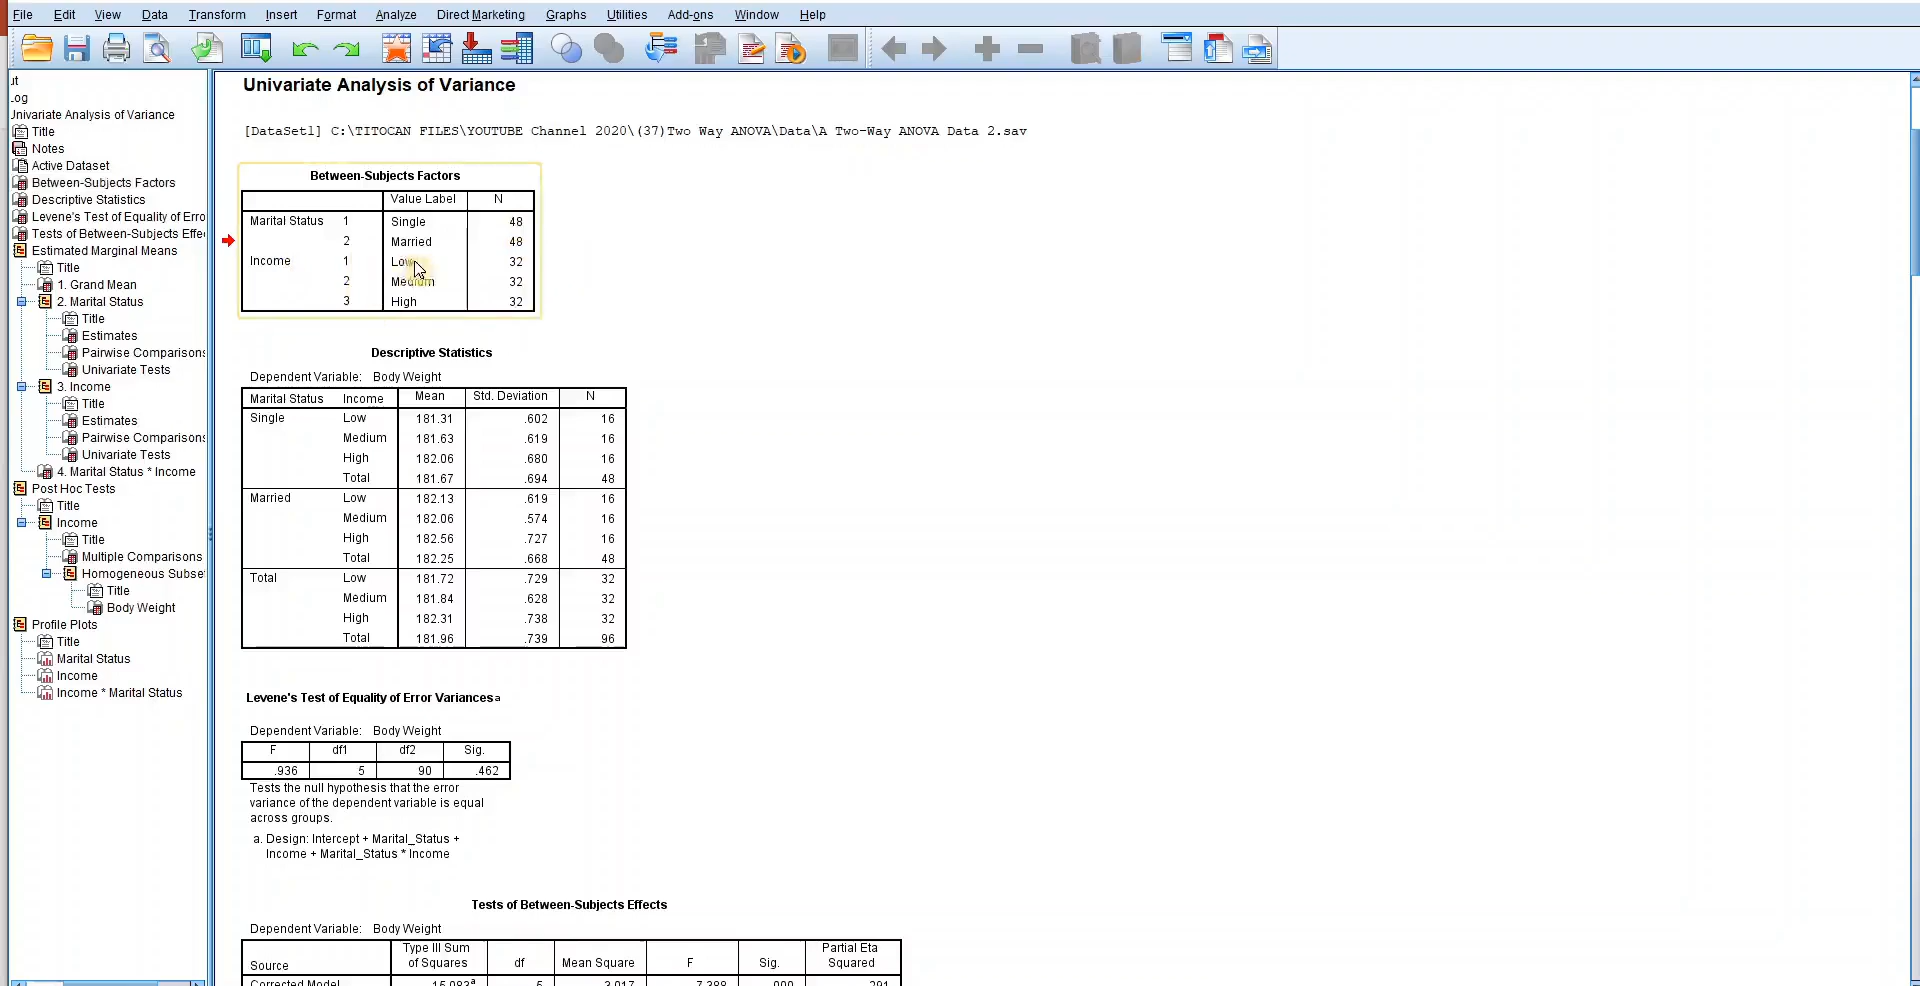 File Edit View Data Transform Insert Format Analyze Direct Marketing Graphs Utilities Add-ons Window Help
Univariate Analysis of Variance
Title
Notes
Active Dataset
Between-Subjects Factors
Descriptive Statistics
Levene's Test of Equality of Erro
Tests of Between-Subjects Effe
Estimated Marginal Means
Title
1. Grand Mean
2. Marital Status
Title
Estimates
Pairwise Comparisons
Univariate Tests
3. Income
Title
Estimates
Pairwise Comparisons
Univariate Tests
4. Marital Status * Income
Post Hoc Tests
Title
Income
Title
Multiple Comparisons
Homogeneous Subse
Title
Body Weight
Profile Plots
Title
Marital Status
Income
Income * Marital Status
Univariate Analysis of Variance
[DataSet1] C:\TITOCAN FILES\YOUTUBE Channel 2020\(37)Two Way ANOVA\Data\A Two-Way ANOVA Data 2.sav
Between-Subjects Factors
Value Label N
Marital Status 1 Single 48
2 Married 48
Income 1 Low 32
2 Medium 32
3 High 32
Descriptive Statistics
Dependent Variable: Body Weight
Marital Status Income Mean Std. Deviation N
Single Low 181.31 .602 16
Medium 181.63 .619 16
High 182.06 .680 16
Total 181.67 .694 48
Married Low 182.13 .619 16
Medium 182.06 .574 16
High 182.56 .727 16
Total 182.25 .668 48
Total Low 181.72 .729 32
Medium 181.84 .628 32
High 182.31 .738 32
Total 181.96 .739 96
Levene's Test of Equality of Error Variances a
Dependent Variable: Body Weight
F df1 df2 Sig.
.936 5 90 .462
Tests the null hypothesis that the error
variance of the dependent variable is equal
across groups.
a. Design: Intercept + Marital_Status +
Income + Marital_Status * Income
Tests of Between-Subjects Effects
Dependent Variable: Body Weight
Source Type III Sum of Squares df Mean Square F Sig. Partial Eta Squared
Corrected Model 15.083a 5 3.017 7.388 .000 .291